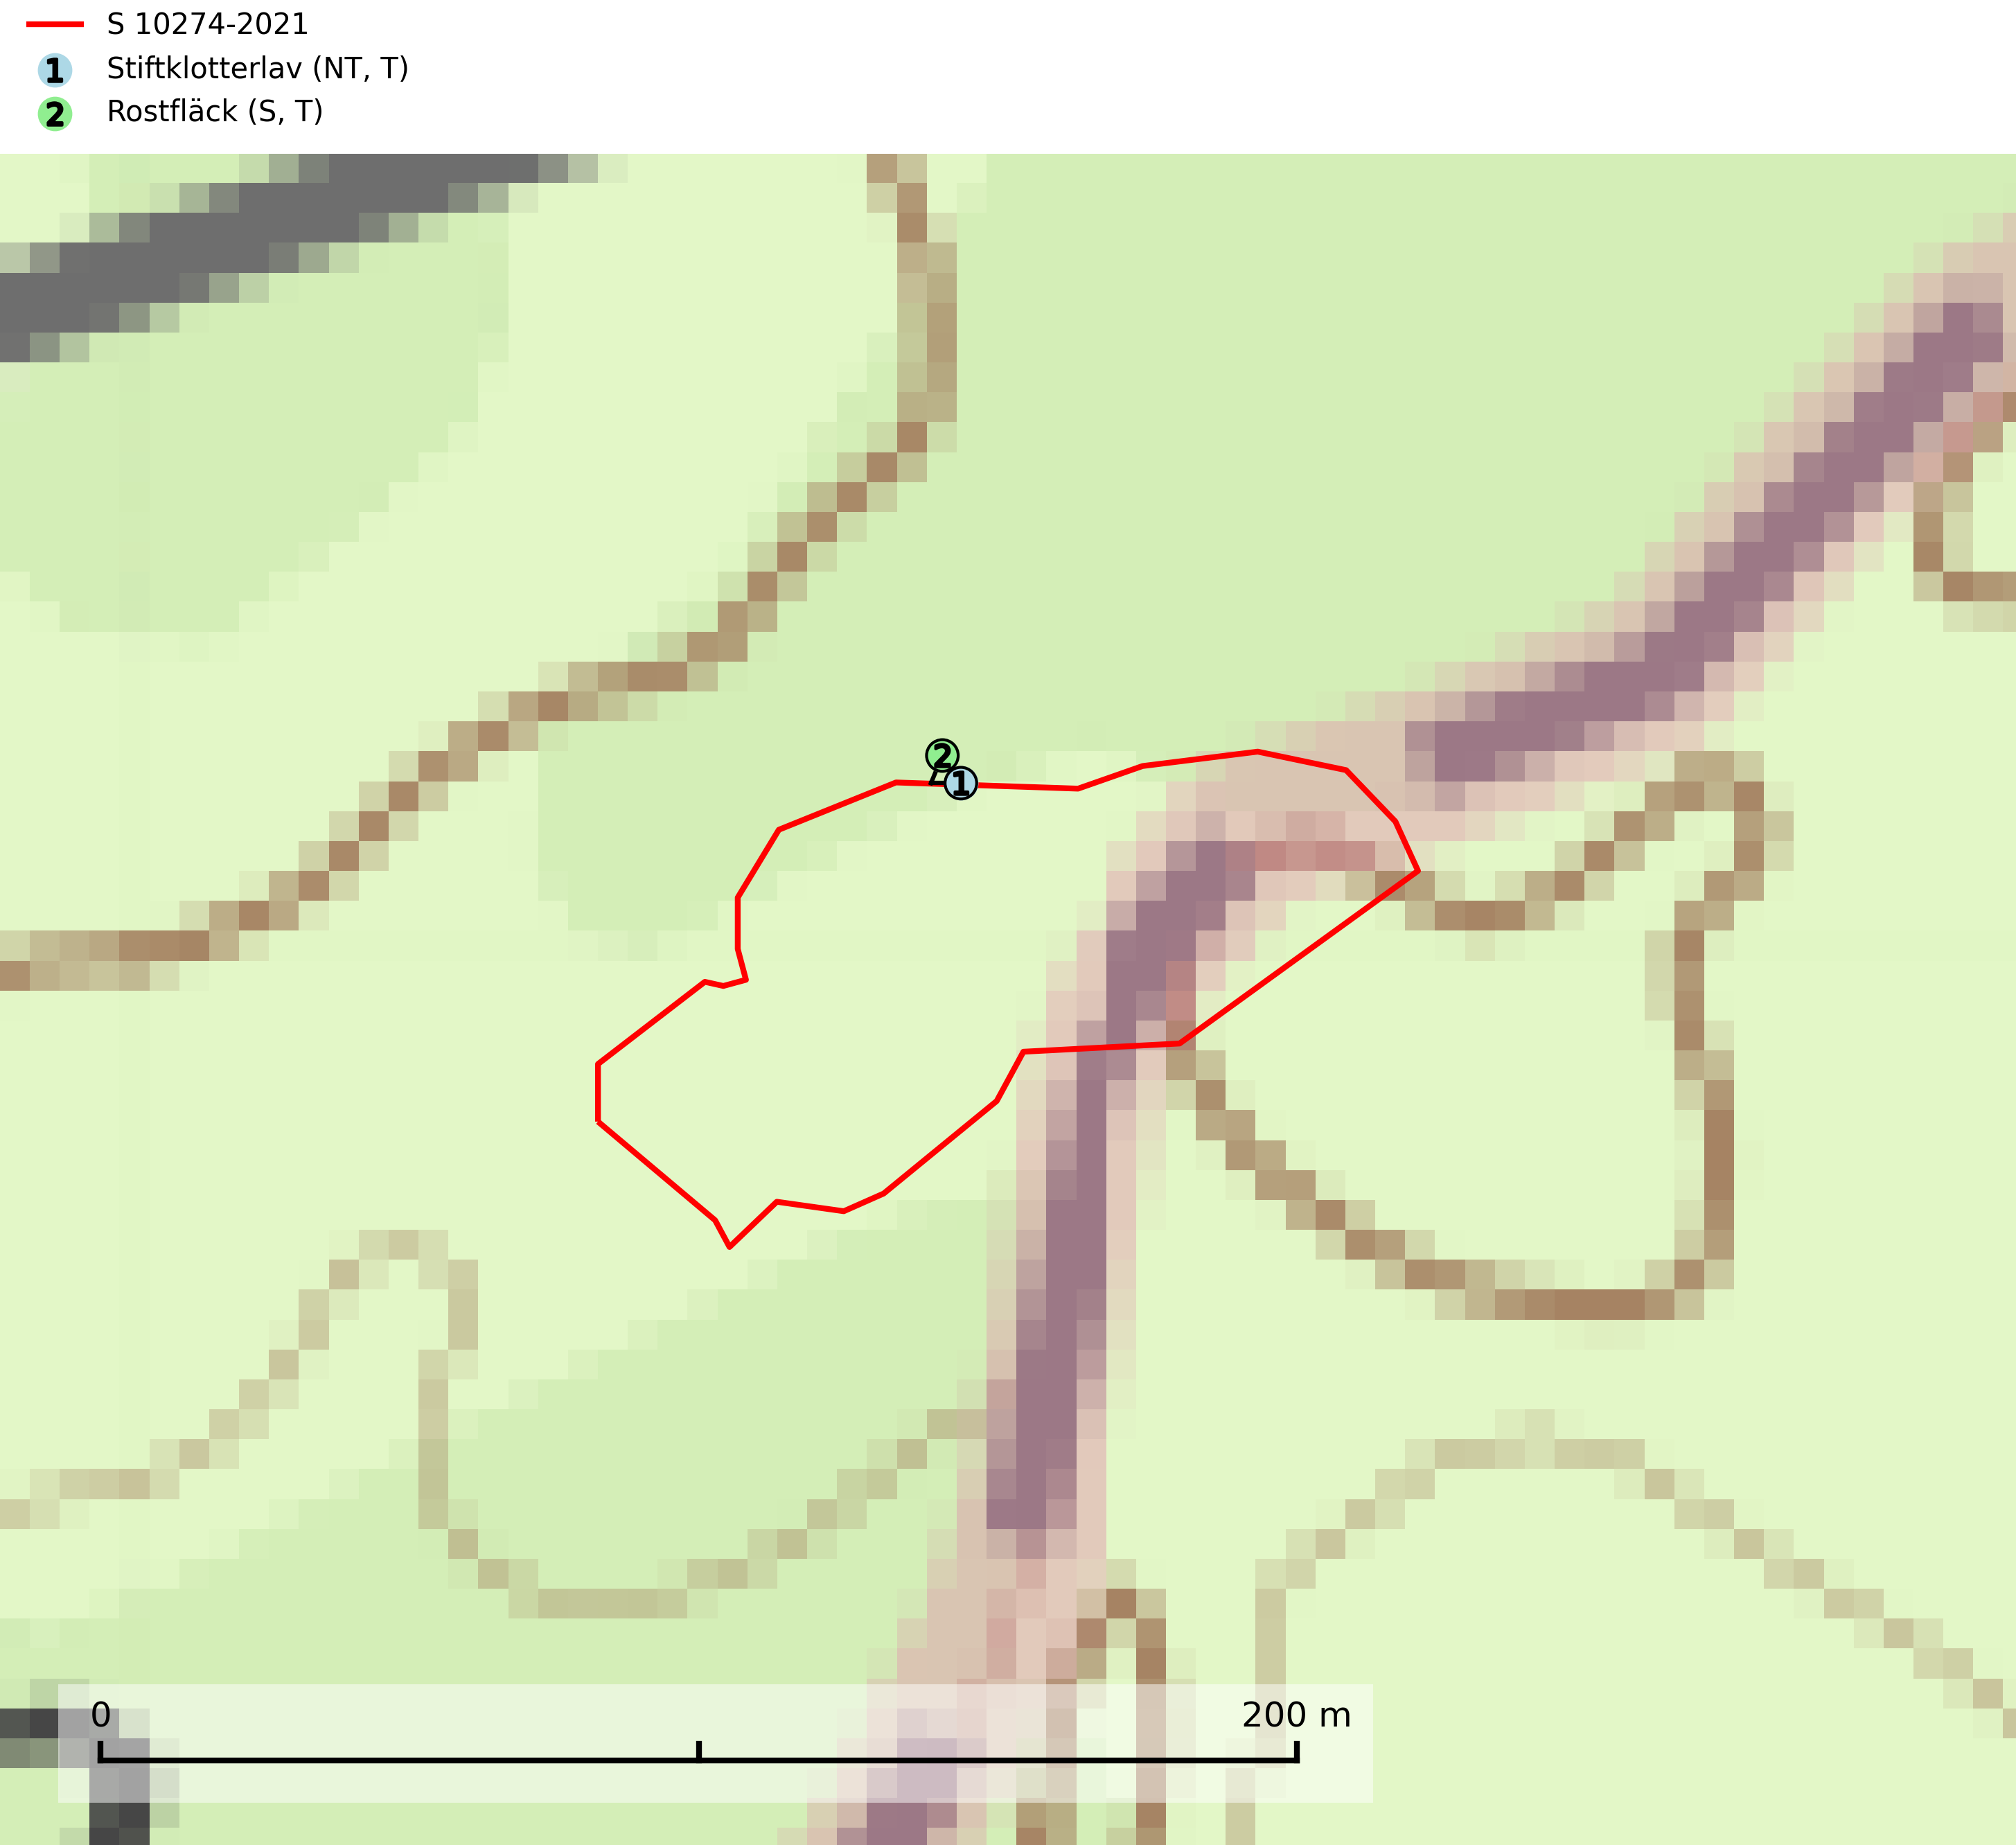 S 10274-2021
1 Stiftklotterlav (NT, T)
2 Rostfläck (S, T)
2
1
0 200 m